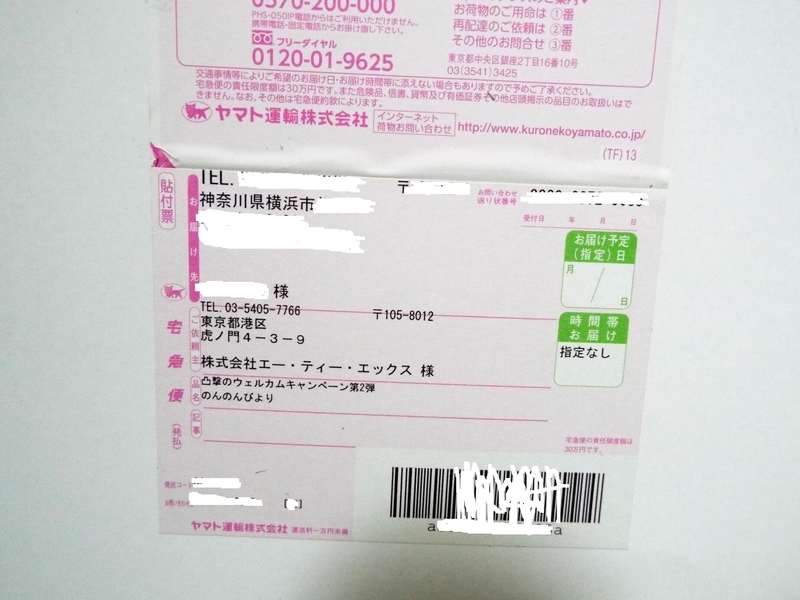 0570-200-000
PHS・050IP電話からはご利用いただけません。
携帯電話・固定電話からお掛け直し下さい。
フリーダイヤル
0120-01-9625
お荷物のご用命は ①番
再配達のご依頼は ②番
その他のお問合せ ③番
東京都中央区銀座2丁目16番10号
03(3541)3425
交通事情等によりご希望のお届け日・お届け時間帯に添えない場合もありますので予めご了承ください。
宅急便の責任限度額は30万円です。また危険品、信書、貨幣及び有価証券その他店頭掲示の品目のお取扱いはで
きません。なお、その他は宅急便約款によります。
ヤマト運輸株式会社
インターネット
荷物お問い合わせ
http://www.kuronekoyamato.co.jp/
(TF)13
貼付票
お届け先
TEL.
〒
お問い合わせ
送り状番号
神奈川県横浜市
受付日 年 月 日
お届け予定
(指定)日
月 / 日
様
宅急便
(発払)
ご依頼主
TEL. 03-5405-7766
〒105-8012
東京都港区
虎ノ門4-3-9
株式会社エー・ティー・エックス 様
時間帯
お届け
指定なし
品名
凸撃のウェルカムキャンペーン第2弾
のんのんびより
記事
宅急便の責任限度額は
30万円です。
発店コード
お問い合わせ
ヤマト運輸株式会社 運送料一万円未満
a
a